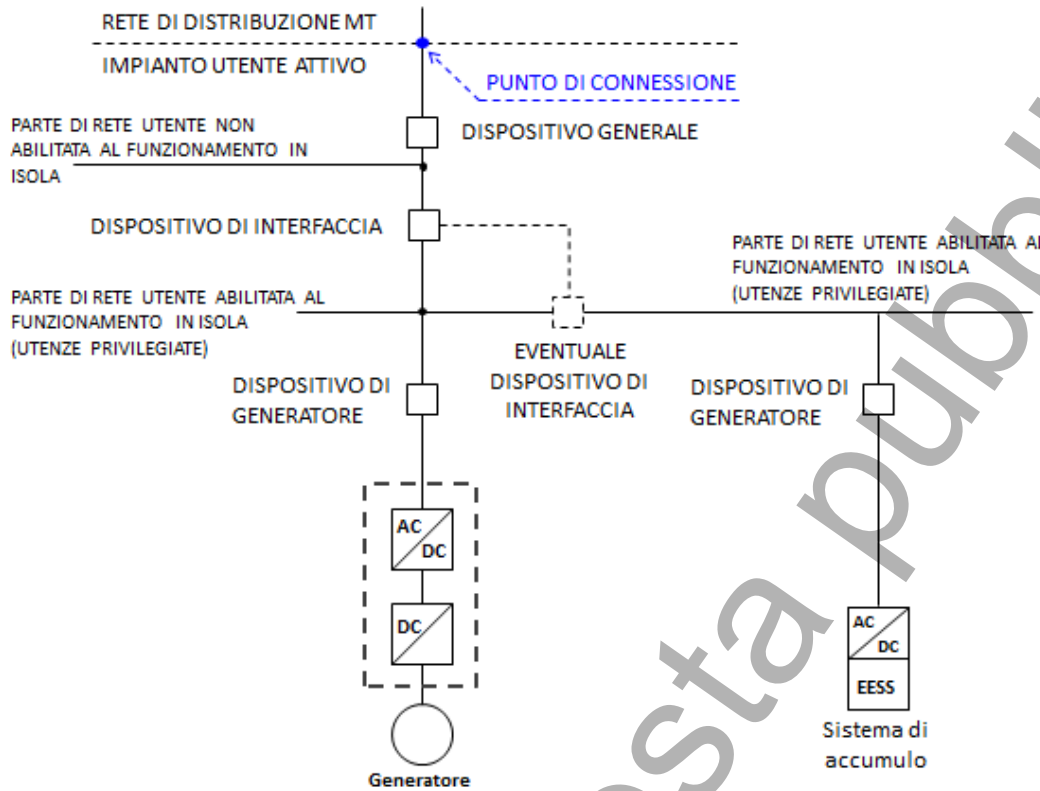 RETE DI DISTRIBUZIONE MT
IMPIANTO UTENTE ATTIVO
PUNTO DI CONNESSIONE
PARTE DI RETE UTENTE NON
ABILITATA AL FUNZIONAMENTO IN
ISOLA
DISPOSITIVO GENERALE
DISPOSITIVO DI INTERFACCIA
PARTE DI RETE UTENTE ABILITATA AL
FUNZIONAMENTO IN ISOLA
(UTENZE PRIVILEGIATE)
PARTE DI RETE UTENTE ABILITATA AL
FUNZIONAMENTO IN ISOLA
(UTENZE PRIVILEGIATE)
EVENTUALE
DISPOSITIVO DI
INTERFACCIA
DISPOSITIVO DI
GENERATORE
DISPOSITIVO DI
GENERATORE
AC
DC
DC
Generatore
AC
DC
EESS
Sistema di
accumulo
esta pubb